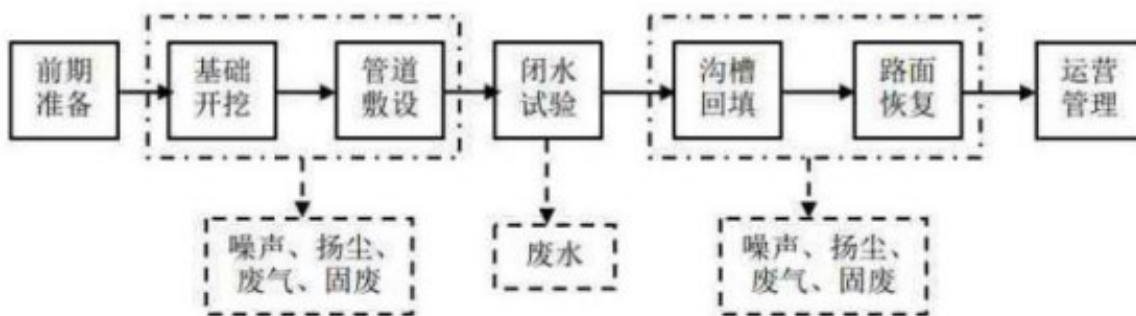 前期
准备
基础
开挖
管道
敷设
闭水
试验
沟槽
回填
路面
恢复
运营
管理
噪声、扬尘、
废气、固废
废水
噪声、扬尘、
废气、固废